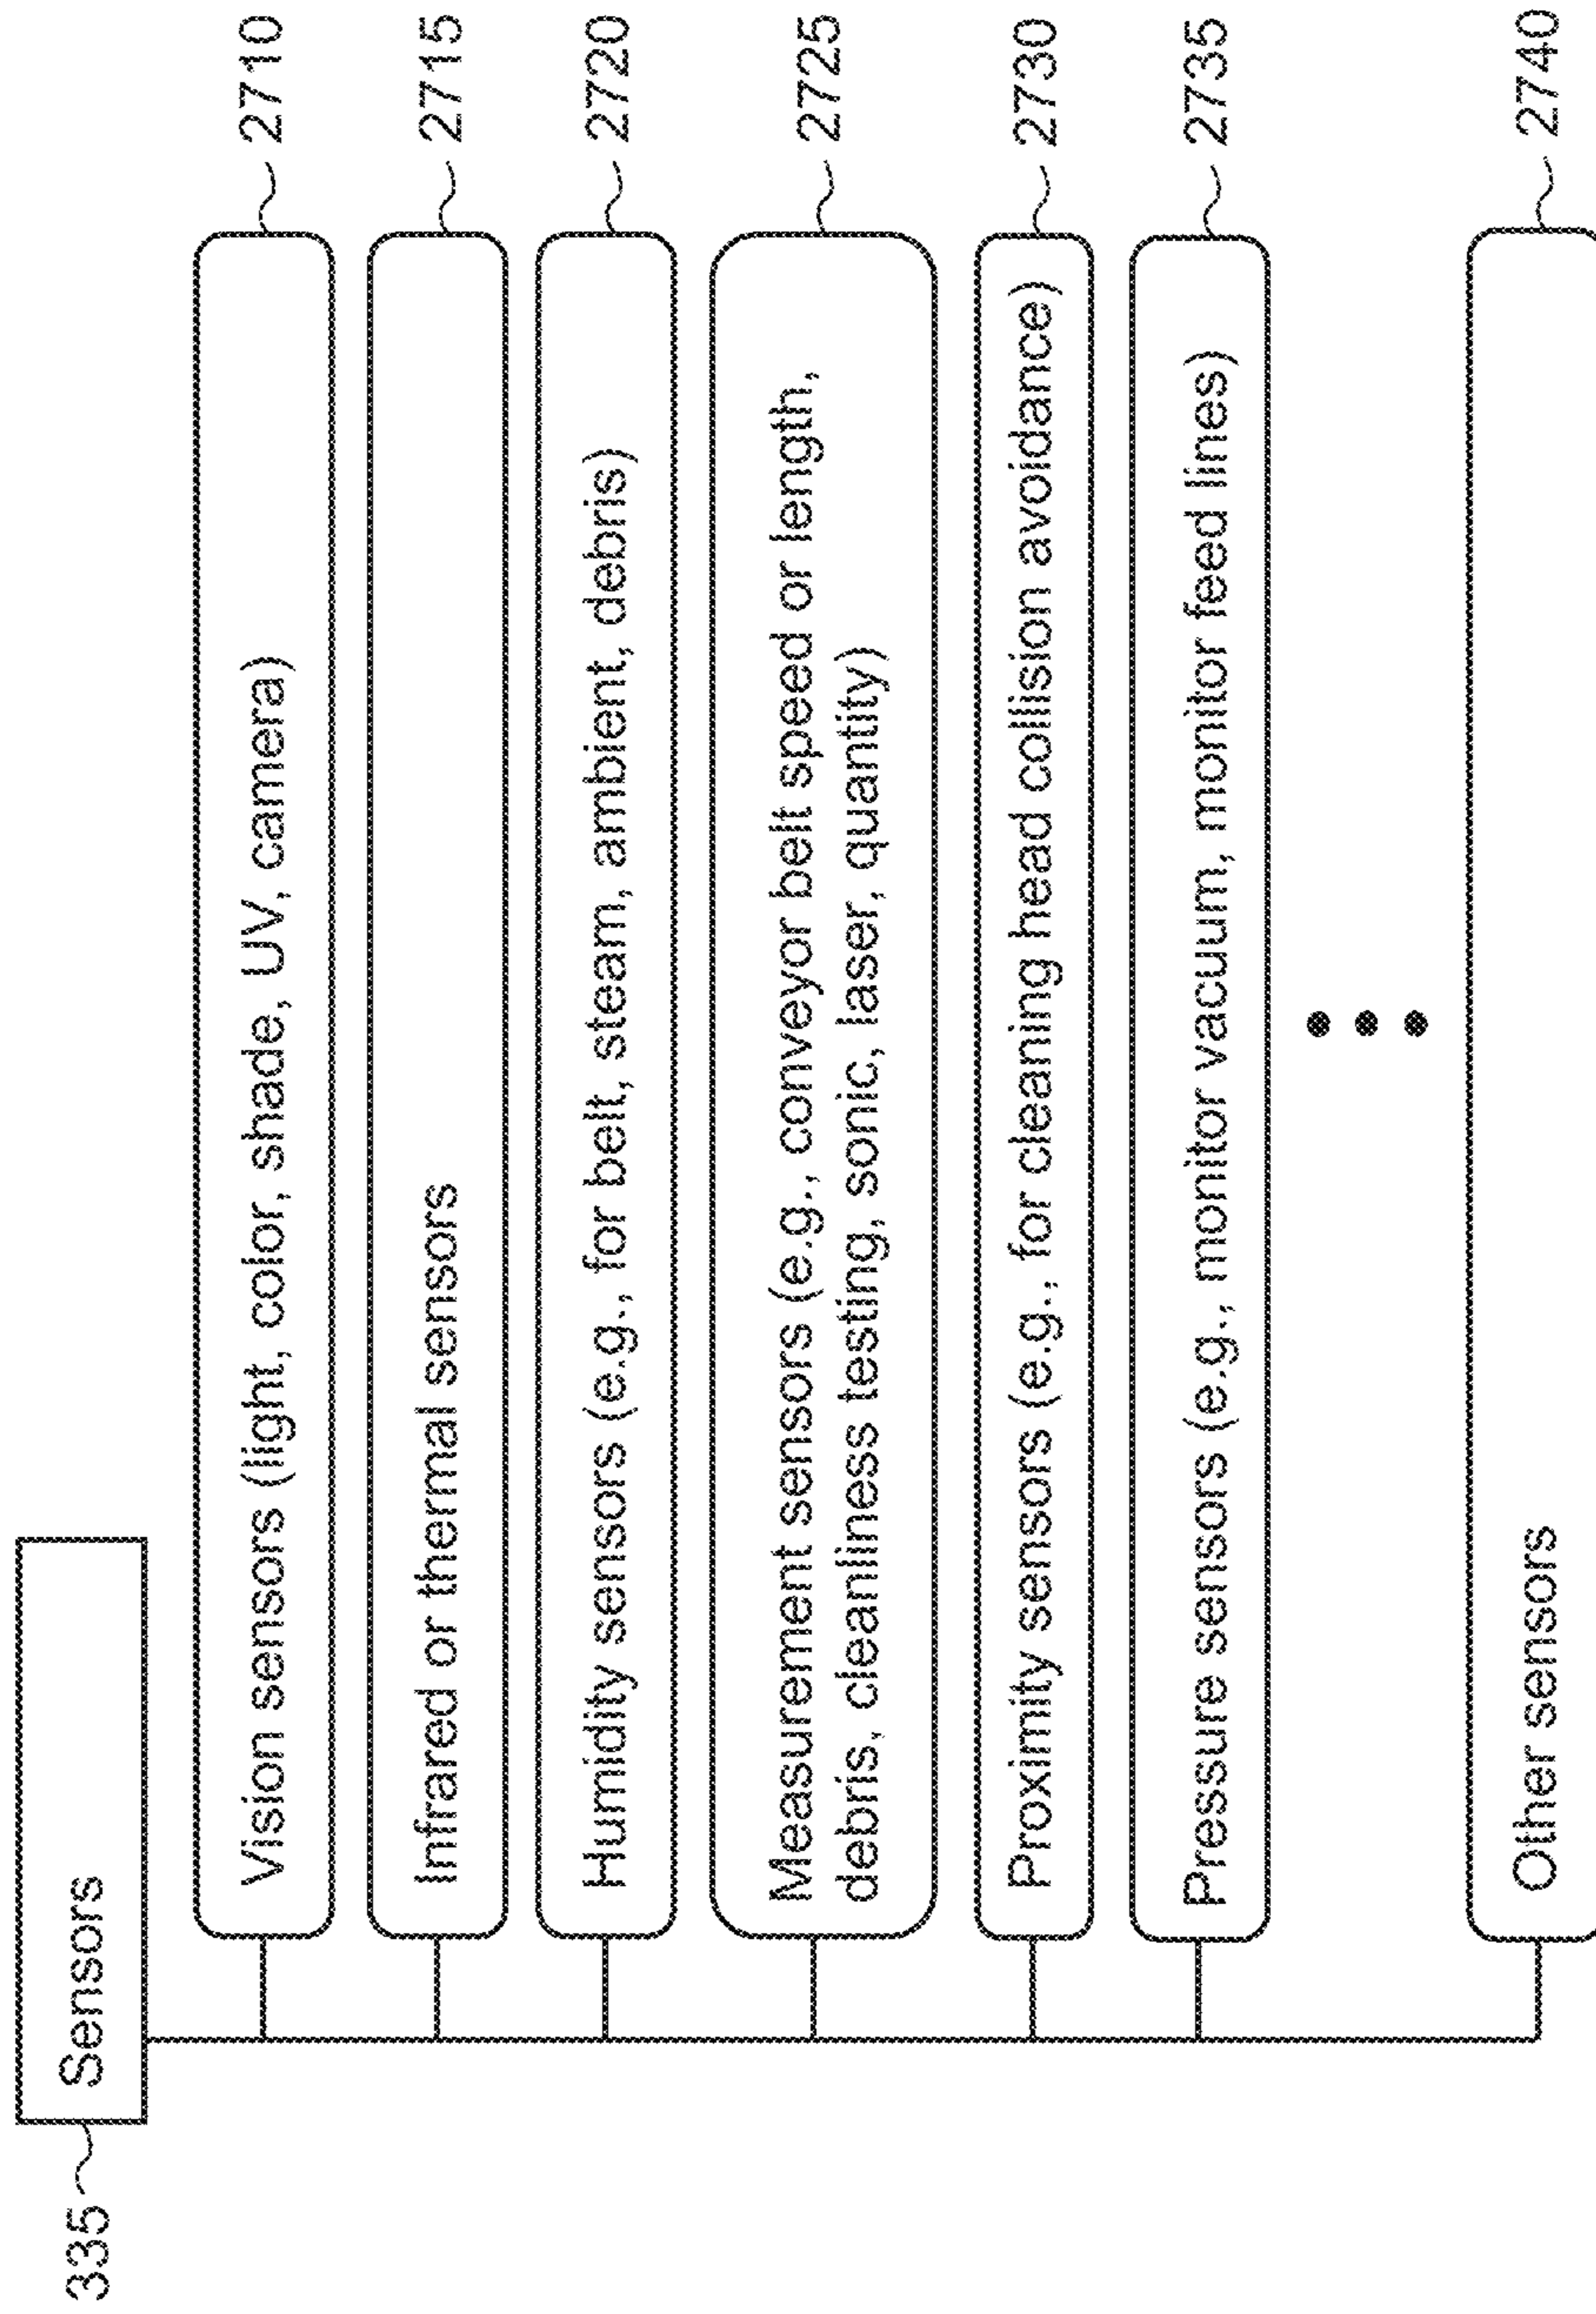 335
Sensors
Vision sensors (light, color, shade, UV, camera)
2710
Infrared or thermal sensors
2715
Humidity sensors (e.g., for belt, steam, ambient, debris)
2720
Measurement sensors (e.g., conveyor belt speed or length,
debris, cleanliness testing, sonic, laser, quantity)
2725
Proximity sensors (e.g., for cleaning head collision avoidance)
2730
Pressure sensors (e.g., monitor vacuum, monitor feed lines)
2735
Other sensors
2740